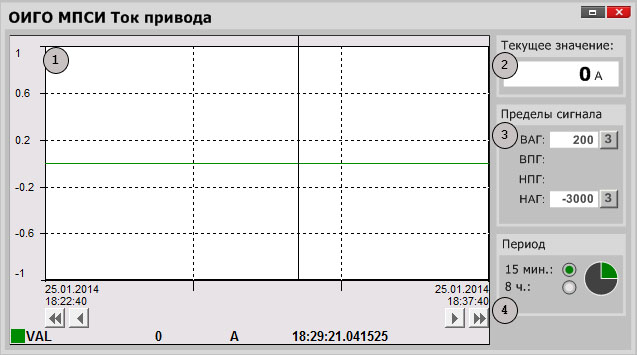 ОИГО МПСИ Ток привода
1
1
0.6
0.2
-0.2
-0.6
-1
25.01.2014
18:22:40
25.01.2014
18:37:40
VAL 0 A 18:29:21.041525
Текущее значение:
2
0 А
Пределы сигнала
3
ВАГ: 200 З
ВПГ:
НПГ:
НАГ: -3000 З
Период
15 мин.:
8 ч.:
4